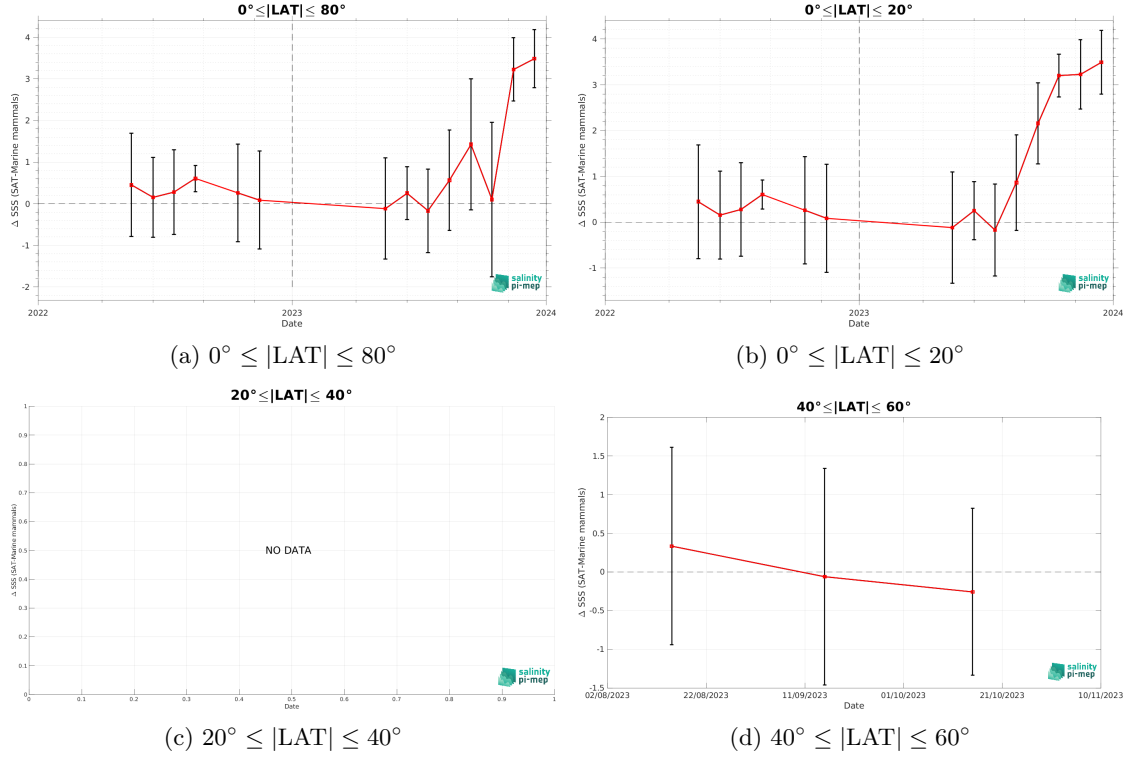 0°≤|LAT|≤ 80°
Δ SSS (SAT-Marine mammals)
4
3
2
1
0
-1
-2
2022
2023
2024
Date
salinity
pi-mep
(a) 0° ≤ |LAT| ≤ 80°
0°≤|LAT|≤ 20°
Δ SSS (SAT-Marine mammals)
4
3
2
1
0
-1
2022
2023
2024
Date
salinity
pi-mep
(b) 0° ≤ |LAT| ≤ 20°
20°≤|LAT|≤ 40°
Δ SSS (SAT-Marine mammals)
1
0.9
0.8
0.7
0.6
0.5
0.4
0.3
0.2
0.1
0
NO DATA
0 0.1 0.2 0.3 0.4 0.5 0.6 0.7 0.8 0.9 1
Date
salinity
pi-mep
(c) 20° ≤ |LAT| ≤ 40°
40°≤|LAT|≤ 60°
Δ SSS (SAT-Marine mammals)
2
1.5
1
0.5
0
-0.5
-1
-1.5
02/08/2023 22/08/2023 11/09/2023 01/10/2023 21/10/2023 10/11/2023
Date
salinity
pi-mep
(d) 40° ≤ |LAT| ≤ 60°